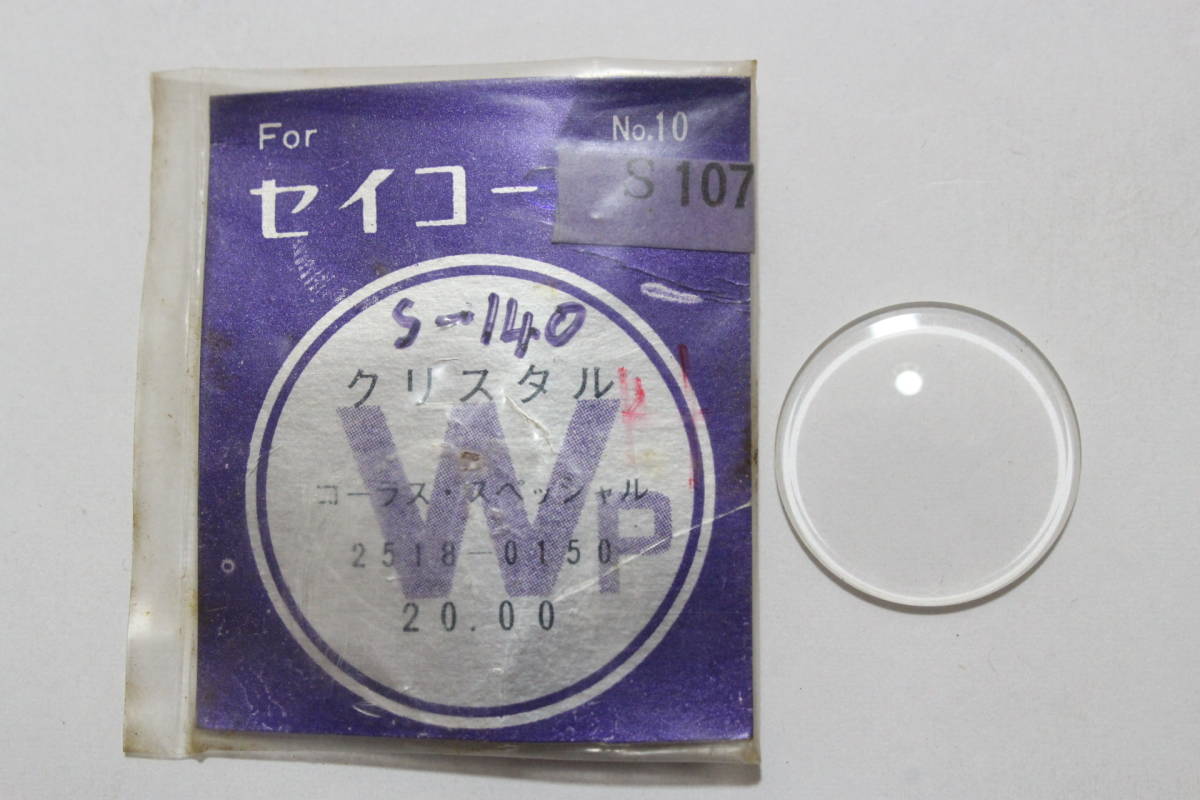 For
No.10
セイコー
S 107
S-140
クリスタル
WP
コーラス・スペッシャル
2518-0150
20.00